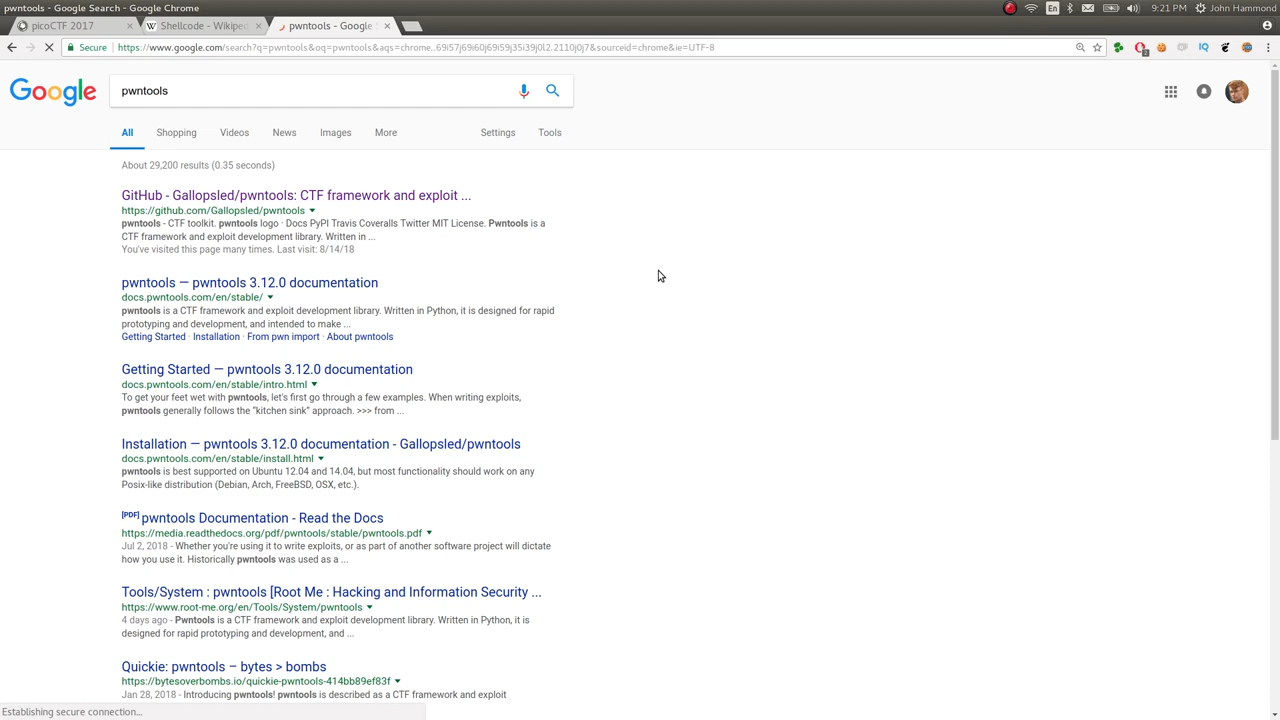 pwntools - Google Search - Google Chrome
En
9:21 PM
John Hammond
picoCTF 2017
Shellcode - Wikiped
pwntools - Google
Secure
https://www.google.com/search?q=pwntools&oq=pwntools&aqs=chrome..69i57j69i60j69i59j35i39j0l2.2110j0j7&sourceid=chrome&ie=UTF-8
2
IQ
Google
pwntools
All
Shopping
Videos
News
Images
More
Settings
Tools
About 29,200 results (0.35 seconds)
GitHub - Gallopsled/pwntools: CTF framework and exploit ...
https://github.com/Gallopsled/pwntools
pwntools - CTF toolkit. pwntools logo · Docs PyPI Travis Coveralls Twitter MIT License. Pwntools is a
CTF framework and exploit development library. Written in ...
You've visited this page many times. Last visit: 8/14/18
pwntools — pwntools 3.12.0 documentation
docs.pwntools.com/en/stable/
pwntools is a CTF framework and exploit development library. Written in Python, it is designed for rapid
prototyping and development, and intended to make ...
Getting Started · Installation · From pwn import · About pwntools
Getting Started — pwntools 3.12.0 documentation
docs.pwntools.com/en/stable/intro.html
To get your feet wet with pwntools, let's first go through a few examples. When writing exploits,
pwntools generally follows the "kitchen sink" approach. >>> from ...
Installation — pwntools 3.12.0 documentation - Gallopsled/pwntools
docs.pwntools.com/en/stable/install.html
pwntools is best supported on Ubuntu 12.04 and 14.04, but most functionality should work on any
Posix-like distribution (Debian, Arch, FreeBSD, OSX, etc.).
[PDF] pwntools Documentation - Read the Docs
https://media.readthedocs.org/pdf/pwntools/stable/pwntools.pdf
Jul 2, 2018 - Whether you're using it to write exploits, or as part of another software project will dictate
how you use it. Historically pwntools was used as a ...
Tools/System : pwntools [Root Me : Hacking and Information Security ...
https://www.root-me.org/en/Tools/System/pwntools
4 days ago - Pwntools is a CTF framework and exploit development library. Written in Python, it is
designed for rapid prototyping and development, and ...
Quickie: pwntools – bytes > bombs
https://bytesoverbombs.io/quickie-pwntools-414bb89ef83f
Jan 28, 2018 - Introducing pwntools! pwntools is described as a CTF framework and exploit
Establishing secure connection...